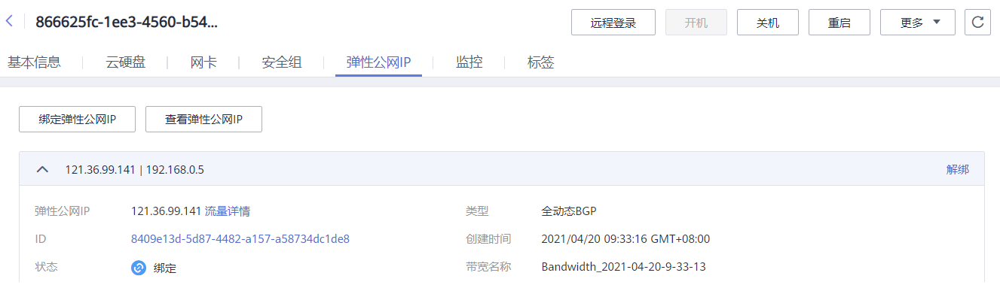 866625fc-1ee3-4560-b54... 远程登录 开机 关机 重启 更多
基本信息 云硬盘 网卡 安全组 弹性公网IP 监控 标签
绑定弹性公网IP 查看弹性公网IP
121.36.99.141 | 192.168.0.5 解绑
弹性公网IP 121.36.99.141 流量详情 类型 全动态BGP
ID 8409e13d-5d87-4482-a157-a58734dc1de8 创建时间 2021/04/20 09:33:16 GMT+08:00
状态 绑定 带宽名称 Bandwidth_2021-04-20-9-33-13